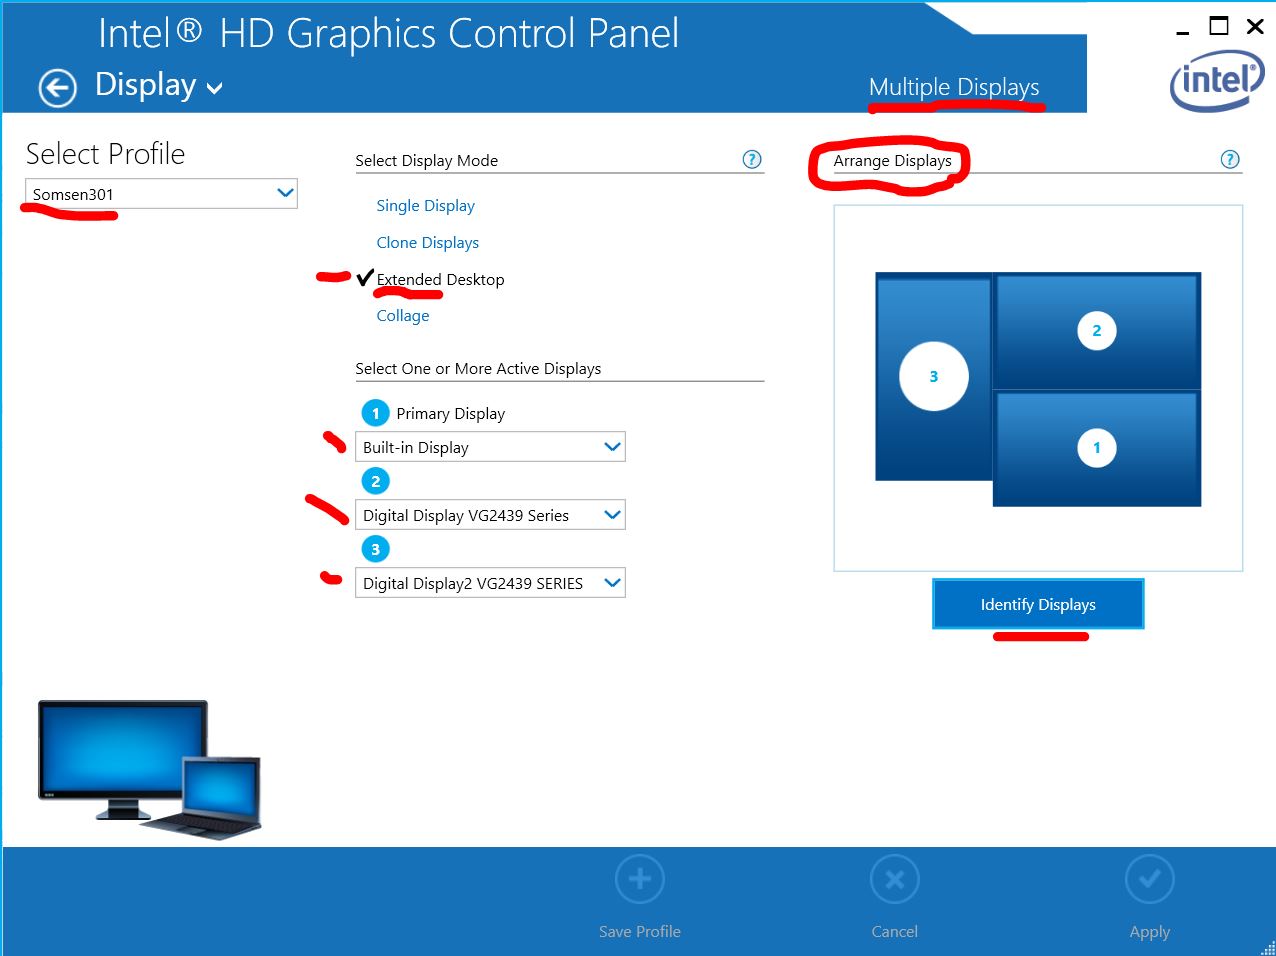 Intel® HD Graphics Control Panel
Display
Multiple Displays
intel®
Select Profile
Somsen301
Select Display Mode
?
Single Display
Clone Displays
Extended Desktop
Collage
Select One or More Active Displays
1 Primary Display
Built-in Display
2
Digital Display VG2439 Series
3
Digital Display2 VG2439 SERIES
Arrange Displays
?
3
2
1
Identify Displays
Save Profile
Cancel
Apply